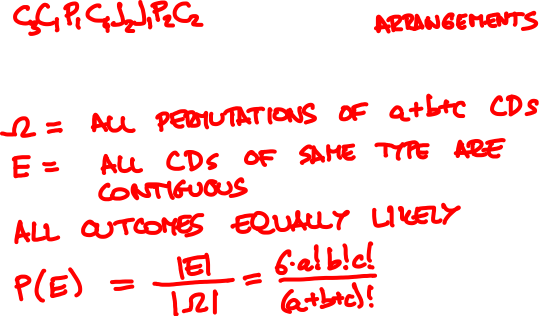 C₃C₁P₁C₄J₂J₁P₂C₂
ARRANGEMENTS
Ω = ALL PERMUTATIONS OF a+b+c CDs
E = ALL CDs OF SAME TYPE ARE
CONTIGUOUS
ALL OUTCOMES EQUALLY LIKELY
P(E) = |E| / |Ω| = 6·a!b!c! / (a+b+c)!